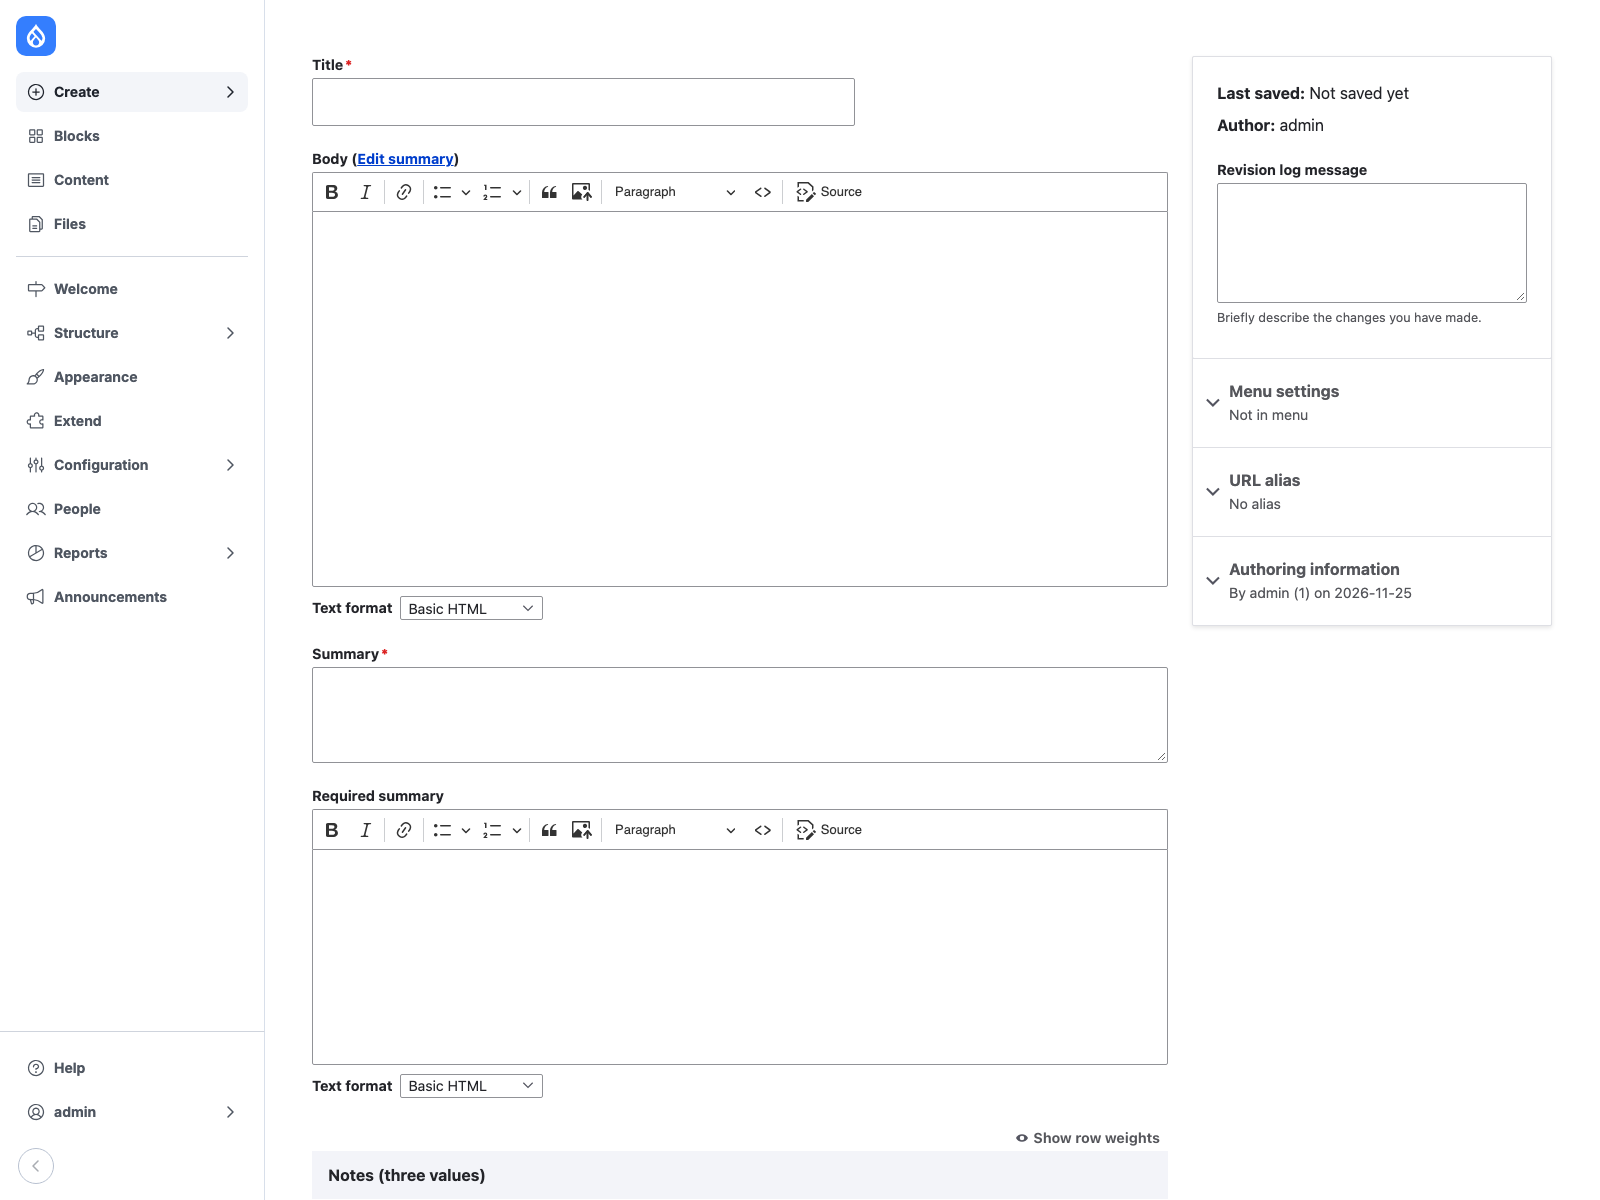 Create
Blocks
Content
Files
Welcome
Structure
Appearance
Extend
Configuration
People
Reports
Announcements
Help
admin
Title*
Body (Edit summary)
Paragraph
Source
Text format Basic HTML
Summary*
Required summary
Paragraph
Source
Text format Basic HTML
Show row weights
Notes (three values)
Last saved: Not saved yet
Author: admin
Revision log message
Briefly describe the changes you have made.
Menu settings
Not in menu
URL alias
No alias
Authoring information
By admin (1) on 2026-11-25